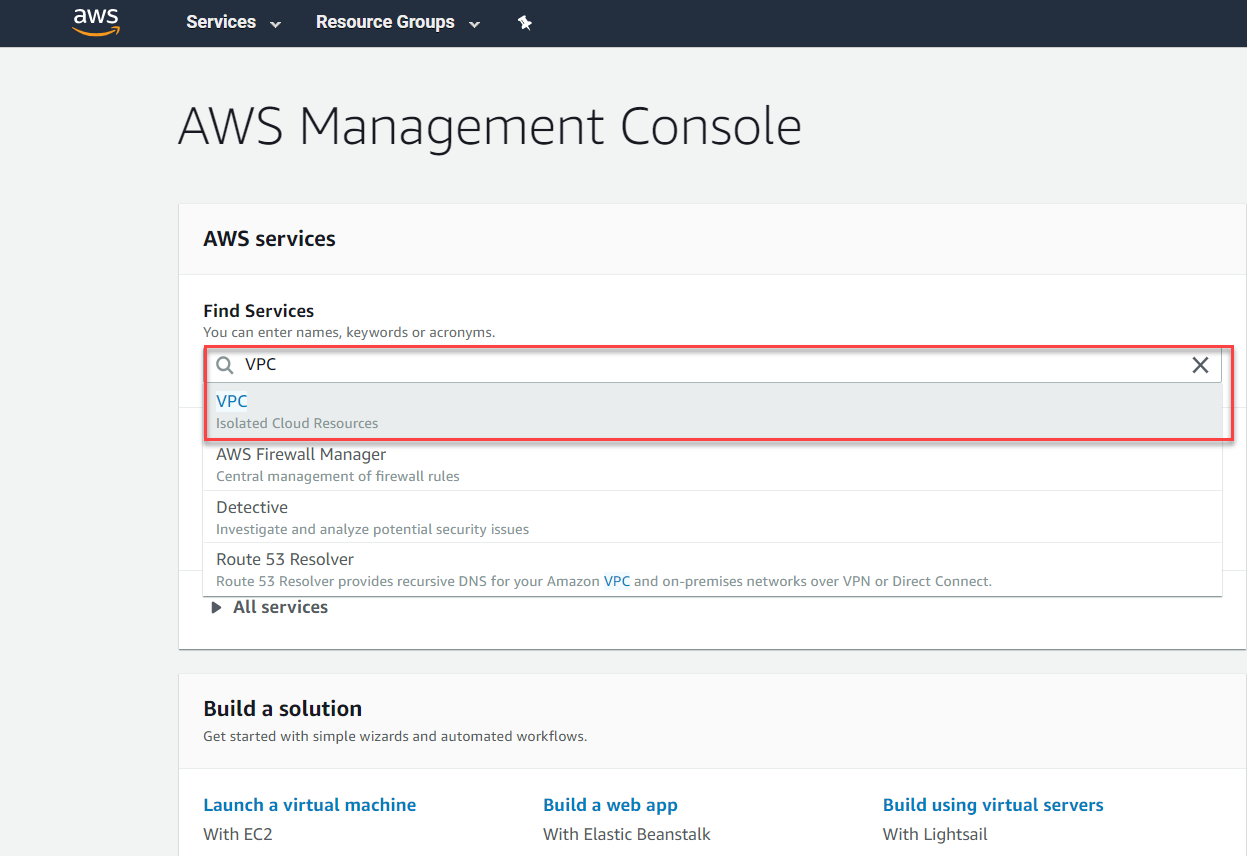 aws Services Resource Groups
AWS Management Console
AWS services
Find Services
You can enter names, keywords or acronyms.
VPC
VPC
Isolated Cloud Resources
AWS Firewall Manager
Central management of firewall rules
Detective
Investigate and analyze potential security issues
Route 53 Resolver
Route 53 Resolver provides recursive DNS for your Amazon VPC and on-premises networks over VPN or Direct Connect.
All services
Build a solution
Get started with simple wizards and automated workflows.
Launch a virtual machine Build a web app Build using virtual servers
With EC2 With Elastic Beanstalk With Lightsail